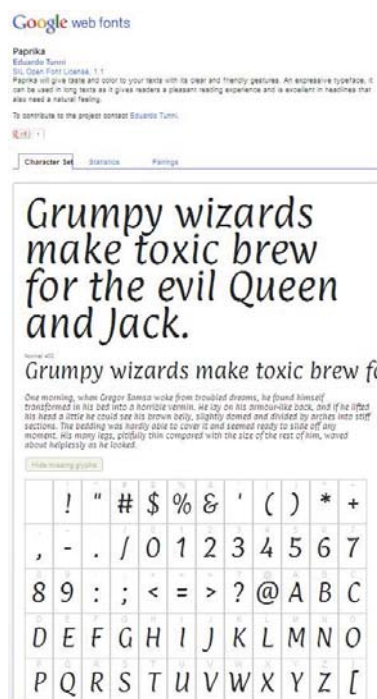 Google web fonts
Paprika
Eduardo Tunni
SIL Open Font License, 1.1
Paprika will give taste and color to your texts with its clear and friendly gestures. An expressive typeface, it
can be used in long texts as it gives readers a pleasant reading experience and is excellent in headlines that
also need a natural feeling.
To contribute to the project contact Eduardo Tunni.
Character Set Statistics Pairings
Grumpy wizards
make toxic brew
for the evil Queen
and Jack.
Normal 400
Grumpy wizards make toxic brew fo
One morning, when Gregor Samsa woke from troubled dreams, he found himself
transformed in his bed into a horrible vermin. He lay on his armour-like back, and if he lifted
his head a little he could see his brown belly, slightly domed and divided by arches into stiff
sections. The bedding was hardly able to cover it and seemed ready to slide off any
moment. His many legs, pitifully thin compared with the size of the rest of him, waved
about helplessly as he looked.
Hide missing glyphs
! " # $ % & ' ( ) * +
, - . / 0 1 2 3 4 5 6 7
8 9 : ; < = > ? @ A B C
D E F G H I J K L M N O
P Q R S T U V W X Y Z [